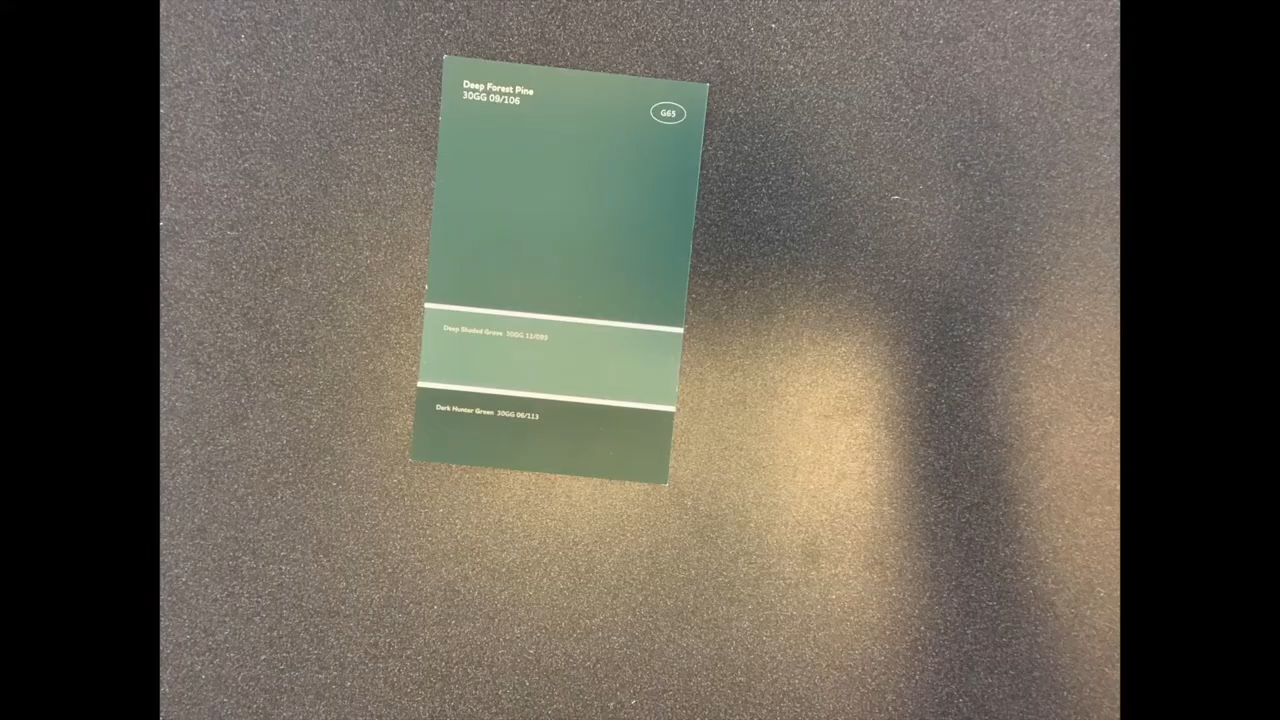 Deep Forest Pine
30GG 09/106
G65
Deep Shaded Grove 30GG 11/093
Dark Hunter Green 30GG 06/113